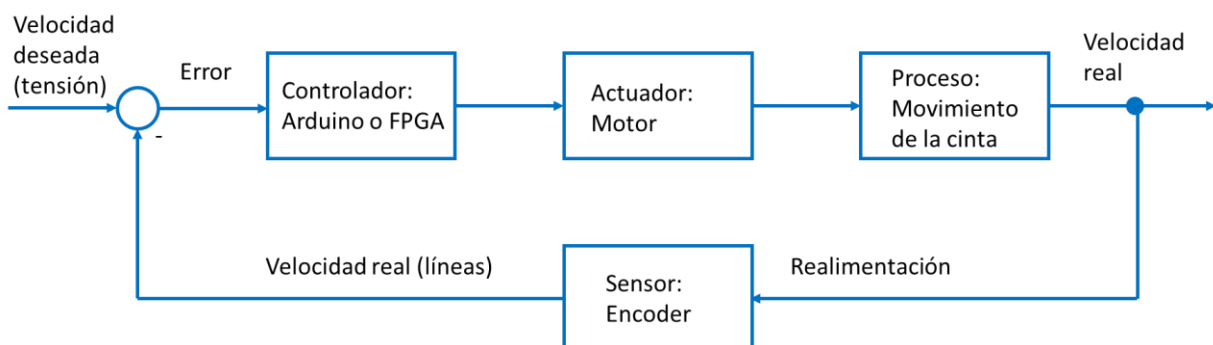 Velocidad
deseada
(tensión)
Error
-
Controlador:
Arduino o FPGA
Actuador:
Motor
Proceso:
Movimiento
de la cinta
Velocidad
real
Velocidad real (líneas)
Sensor:
Encoder
Realimentación